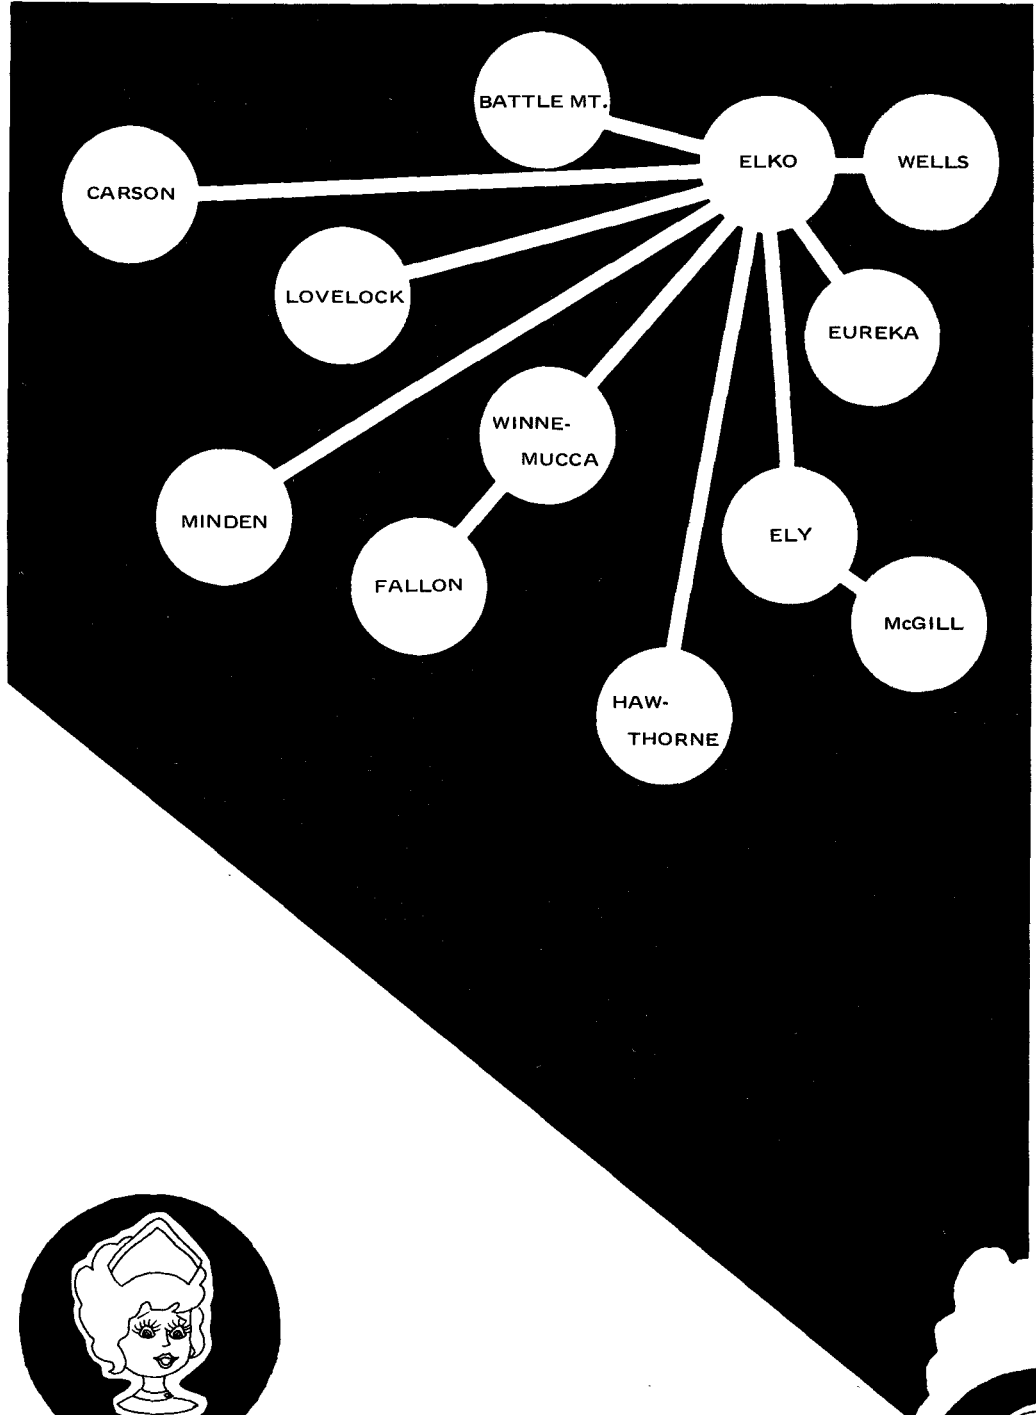 BATTLE MT.
ELKO
WELLS
CARSON
LOVELOCK
EUREKA
WINNE-
MUCCA
MINDEN
ELY
FALLON
McGILL
HAW-
THORNE